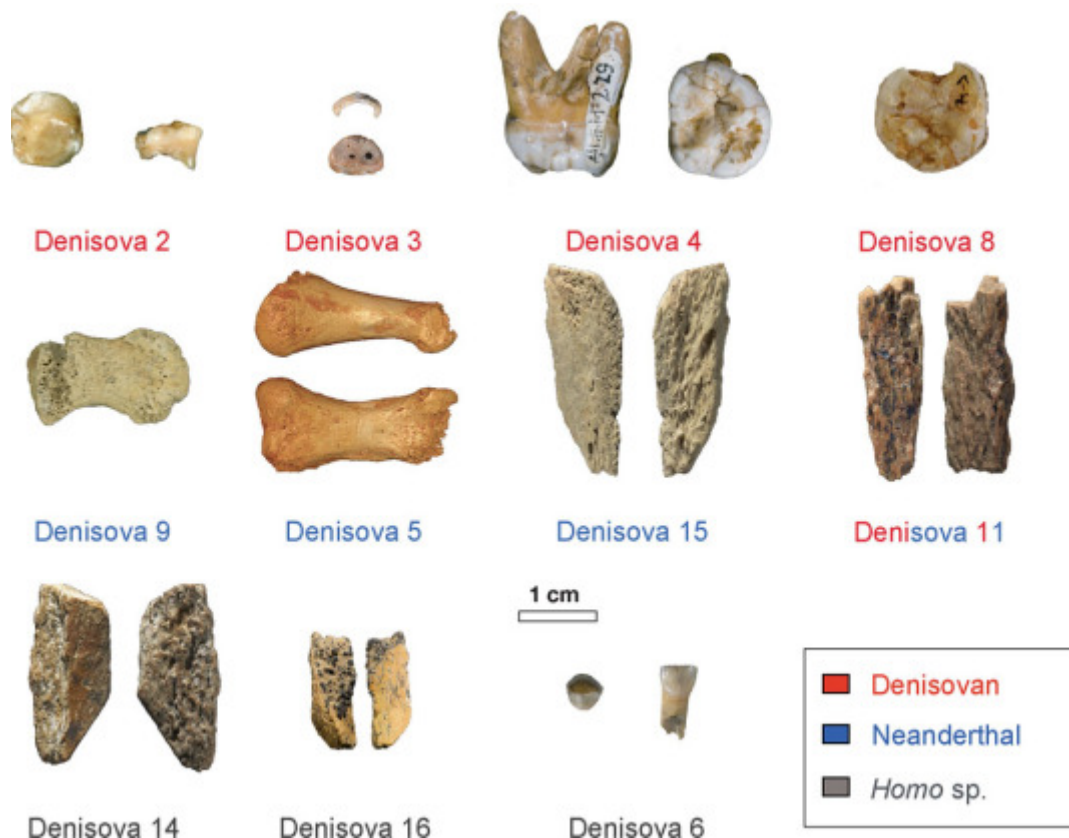 Denisova 2
Denisova 3
Denisova 4
Denisova 8
Denisova 9
Denisova 5
Denisova 15
Denisova 11
1 cm
Denisova 14
Denisova 16
Denisova 6
Denisovan
Neanderthal
Homo sp.